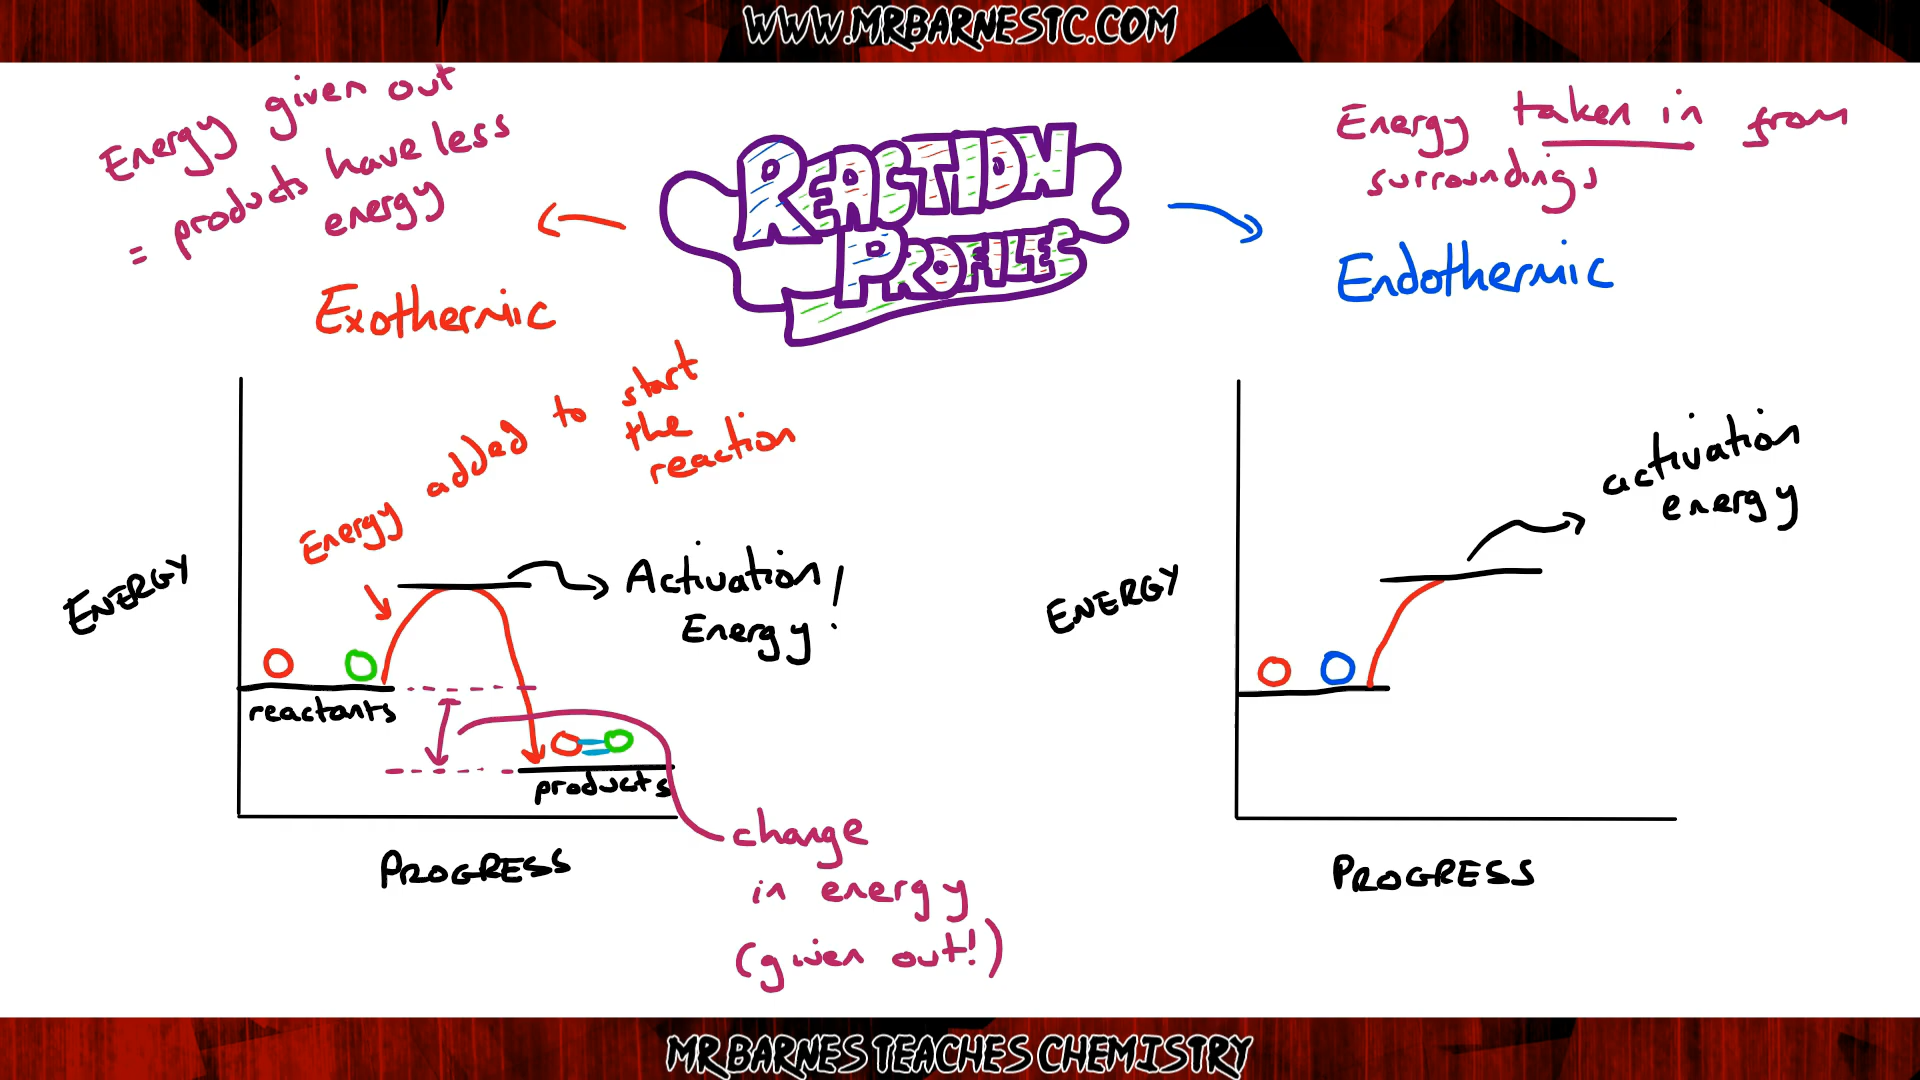 WWW.MRBARNESTC.COM
Energy given out
= products have less
energy
Exothermic
REACTION
PROFILES
Energy taken in from
surroundings
Endothermic
Energy added to start
the
reaction
ENERGY
Activation
Energy!
reactants
products
PROGRESS
change
in energy
(given out!)
activation
energy
ENERGY
PROGRESS
MR BARNES TEACHES CHEMISTRY